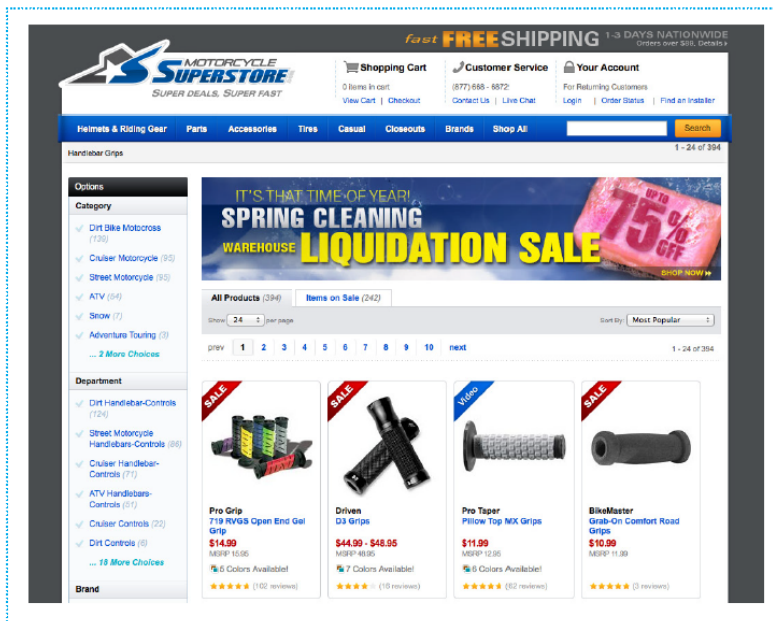 fast FREE SHIPPING 1-3 DAYS NATIONWIDE
Orders over $89, Details
MOTORCYCLE
SUPERSTORE
SUPER DEALS, SUPER FAST
Shopping Cart
0 items in cart
View Cart | Checkout
Customer Service
(877) 668 - 6872:
Contact Us | Live Chat
Your Account
For Returning Customers
Login | Order Status | Find an Installer
Helmets & Riding Gear Parts Accessories Tires Casual Closeouts Brands Shop All Search
Handlebar Grips 1 - 24 of 394
Options
Category
Dirt Bike Motocross
(139)
Cruiser Motorcycle (95)
Street Motorcycle (95)
ATV (84)
Snow (7)
Adventure Touring (3)
... 2 More Choices
Department
Dirt Handlebar-Controls
(124)
Street Motorcycle
Handlebars-Controls (86)
Cruiser Handlebar-
Controls (71)
ATV Handlebars-
Controls (51)
Cruiser Controls (22)
Dirt Controls (6)
... 18 More Choices
Brand
IT'S THAT TIME OF YEAR!
SPRING CLEANING
WAREHOUSE LIQUIDATION SALE
UP TO
75%
OFF
SHOP NOW
All Products (394) Items on Sale (242)
Show 24 per page Sort By: Most Popular
prev 1 2 3 4 5 6 7 8 9 10 next 1 - 24 of 394
SALE
Pro Grip
719 RVGS Open End Gel
Grip
$14.99
MSRP 15.95
5 Colors Available!
(102 reviews)
SALE
Driven
D3 Grips
$44.99 - $48.95
MSRP 48.95
7 Colors Available!
(18 reviews)
Video
Pro Taper
Pillow Top MX Grips
$11.99
MSRP 12.95
6 Colors Available!
(62 reviews)
SALE
BikeMaster
Grab-On Comfort Road
Grips
$10.99
MSRP 11.99
(3 reviews)